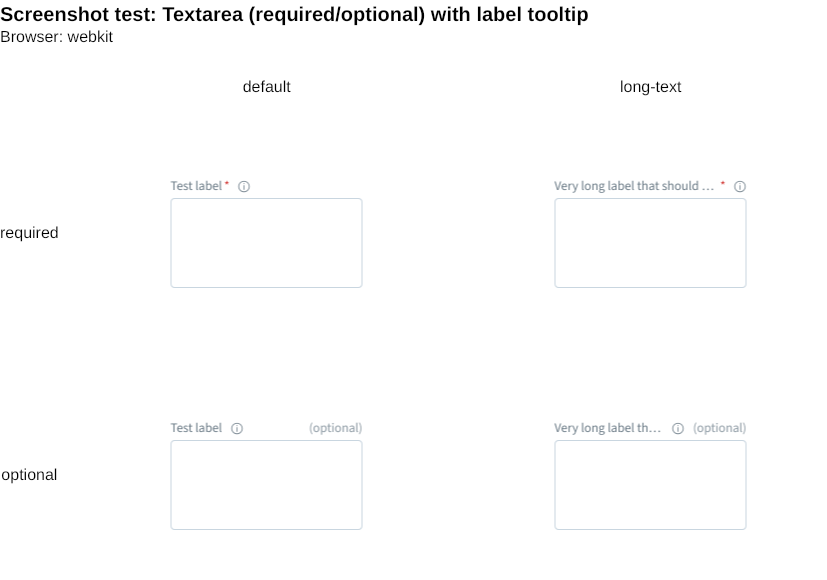 Screenshot test: Textarea (required/optional) with label tooltip
Browser: webkit
default long-text
Test label * Very long label that should ... *
required
Test label (optional) Very long label th... (optional)
optional